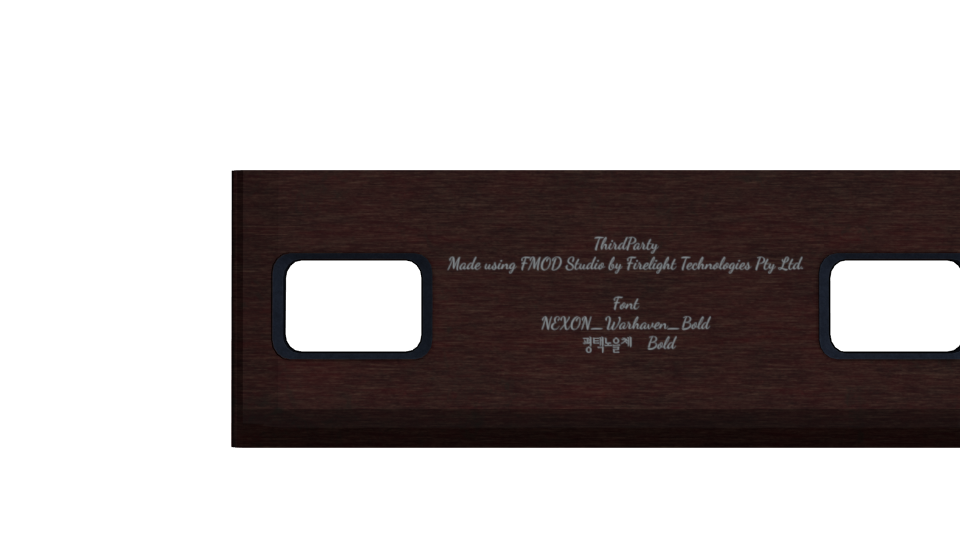 ThirdParty
Made using FMOD Studio by Firelight Technologies Pty Ltd.
Font
NEXON_Warhaven_Bold
평택노을체 Bold